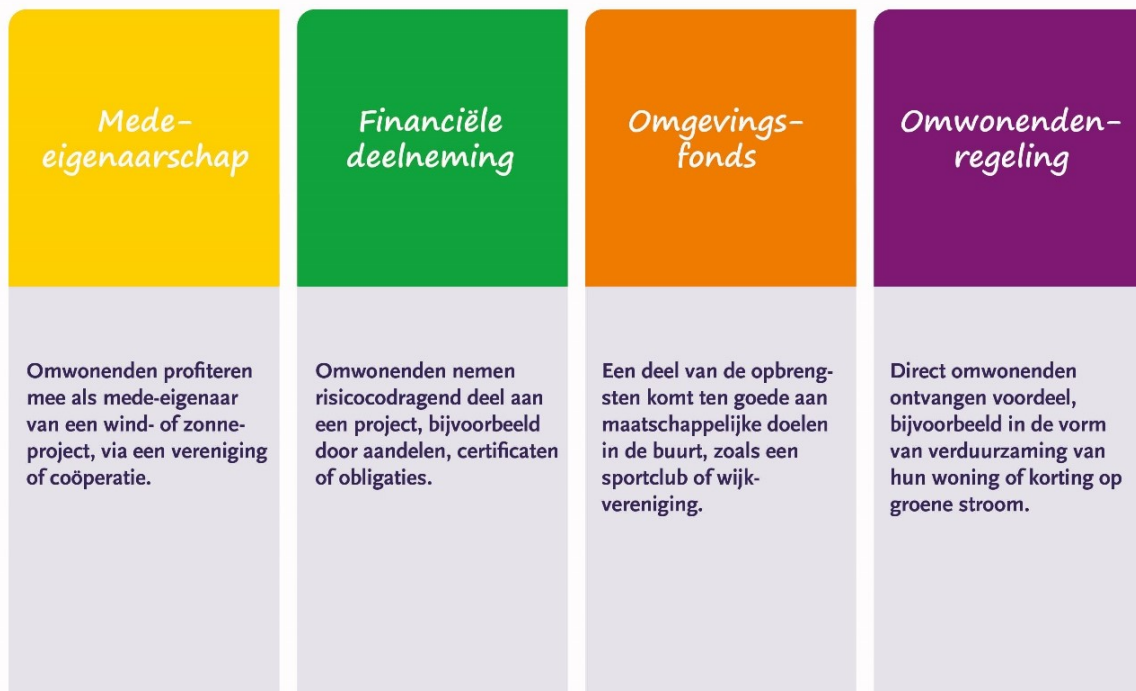 Mede-
eigenaarschap
Omwonenden profiteren
mee als mede-eigenaar
van een wind- of zonne-
project, via een vereniging
of coöperatie.
Financiële
deelneming
Omwonenden nemen
risicocodragend deel aan
een project, bijvoorbeeld
door aandelen, certificaten
of obligaties.
Omgevings-
fonds
Een deel van de opbreng-
sten komt ten goede aan
maatschappelijke doelen
in de buurt, zoals een
sportclub of wijk-
vereniging.
Omwonenden-
regeling
Direct omwonenden
ontvangen voordeel,
bijvoorbeeld in de vorm
van verduurzaming van
hun woning of korting op
groene stroom.